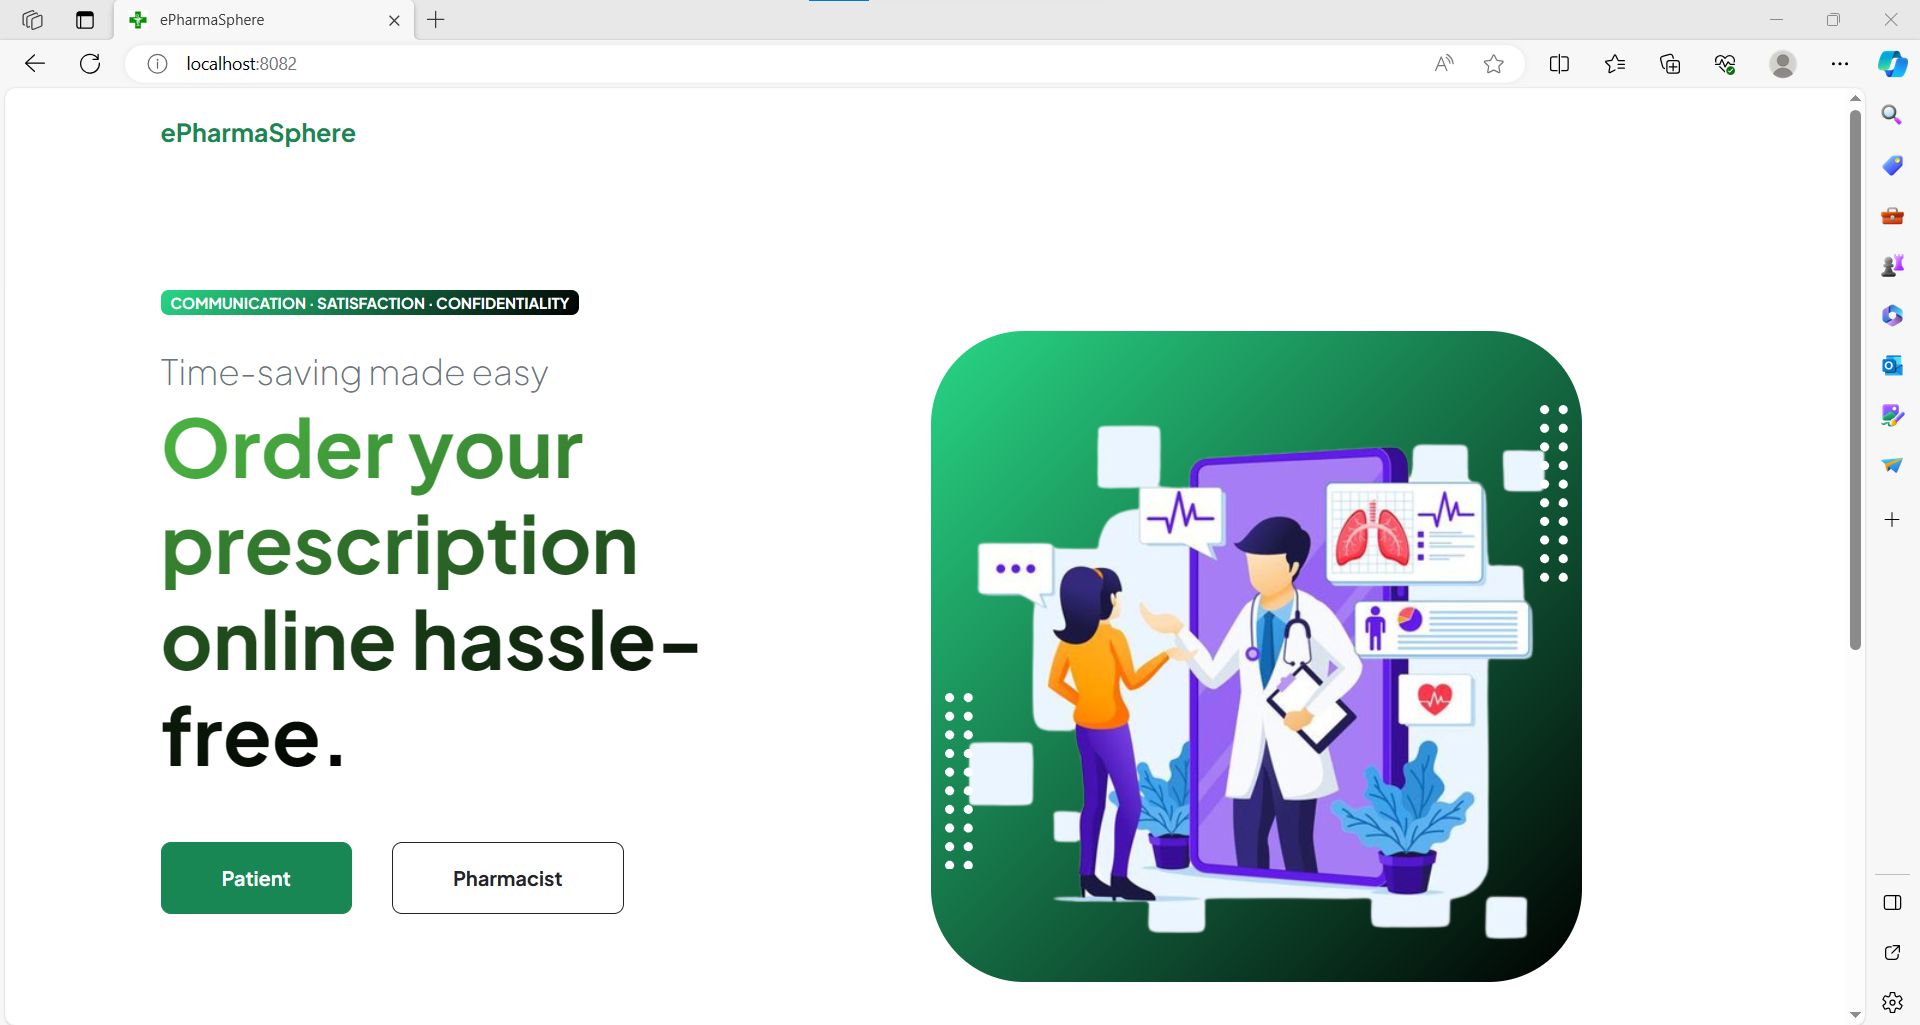 ePharmaSphere
localhost:8082
ePharmaSphere
COMMUNICATION · SATISFACTION · CONFIDENTIALITY
Time-saving made easy
Order your
prescription
online hassle-
free.
Patient
Pharmacist